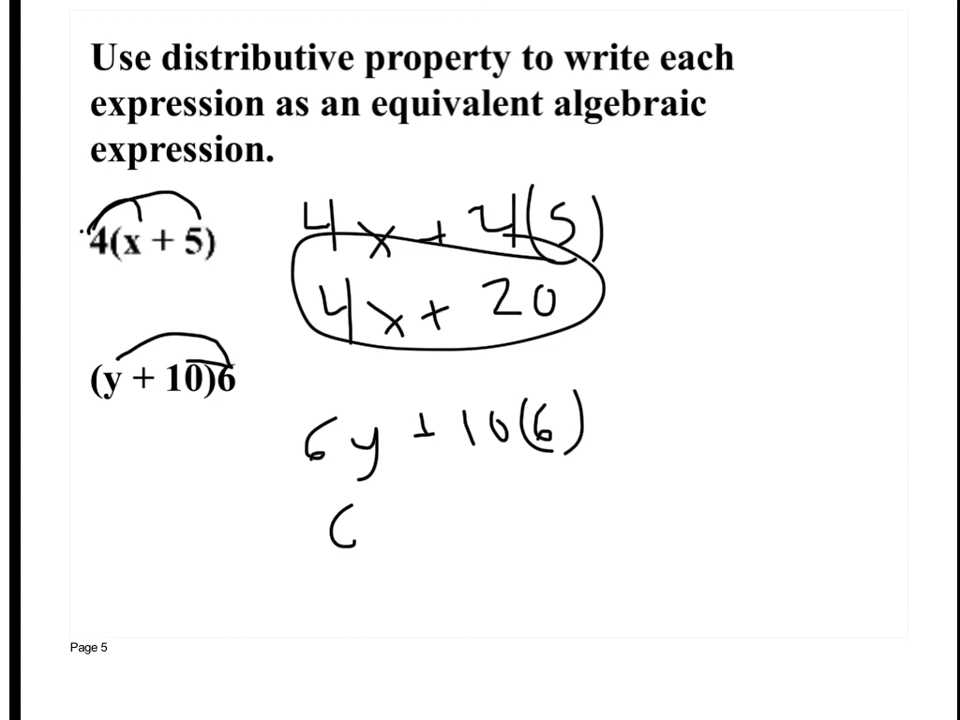 Use distributive property to write each
expression as an equivalent algebraic
expression.
4(x + 5)
4x + 4(5)
4x + 20
(y + 10)6
6y + 10(6)
6
Page 5